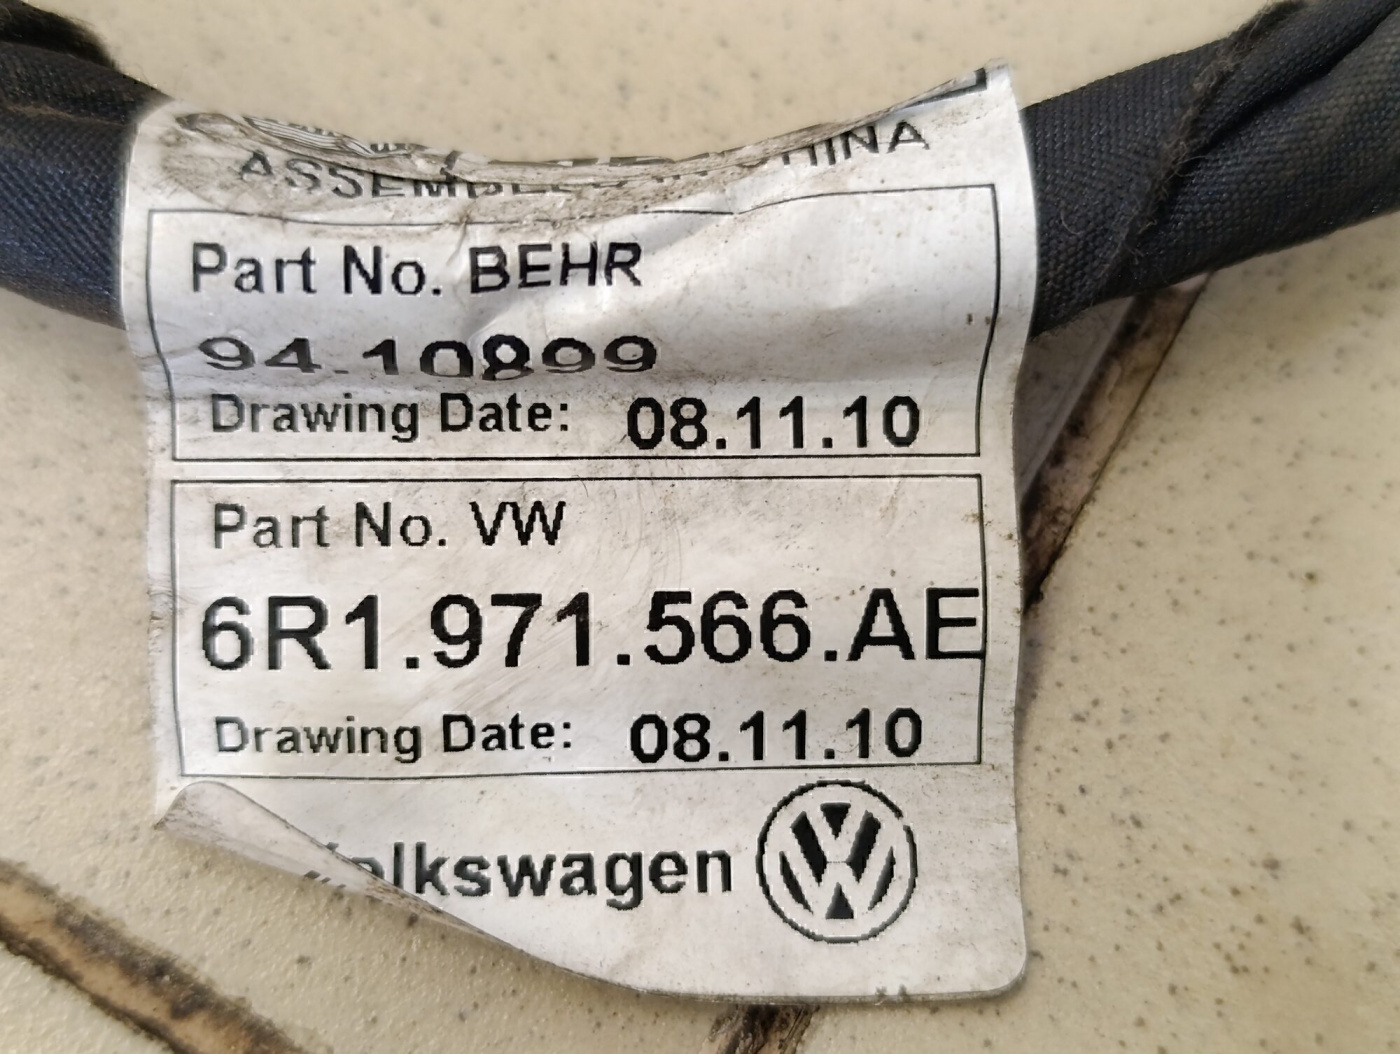 ASSEMBLED IN CHINA
Part No. BEHR
94.10899
Drawing Date: 08.11.10
Part No. VW
6R1.971.566.AE
Drawing Date: 08.11.10
Volkswagen